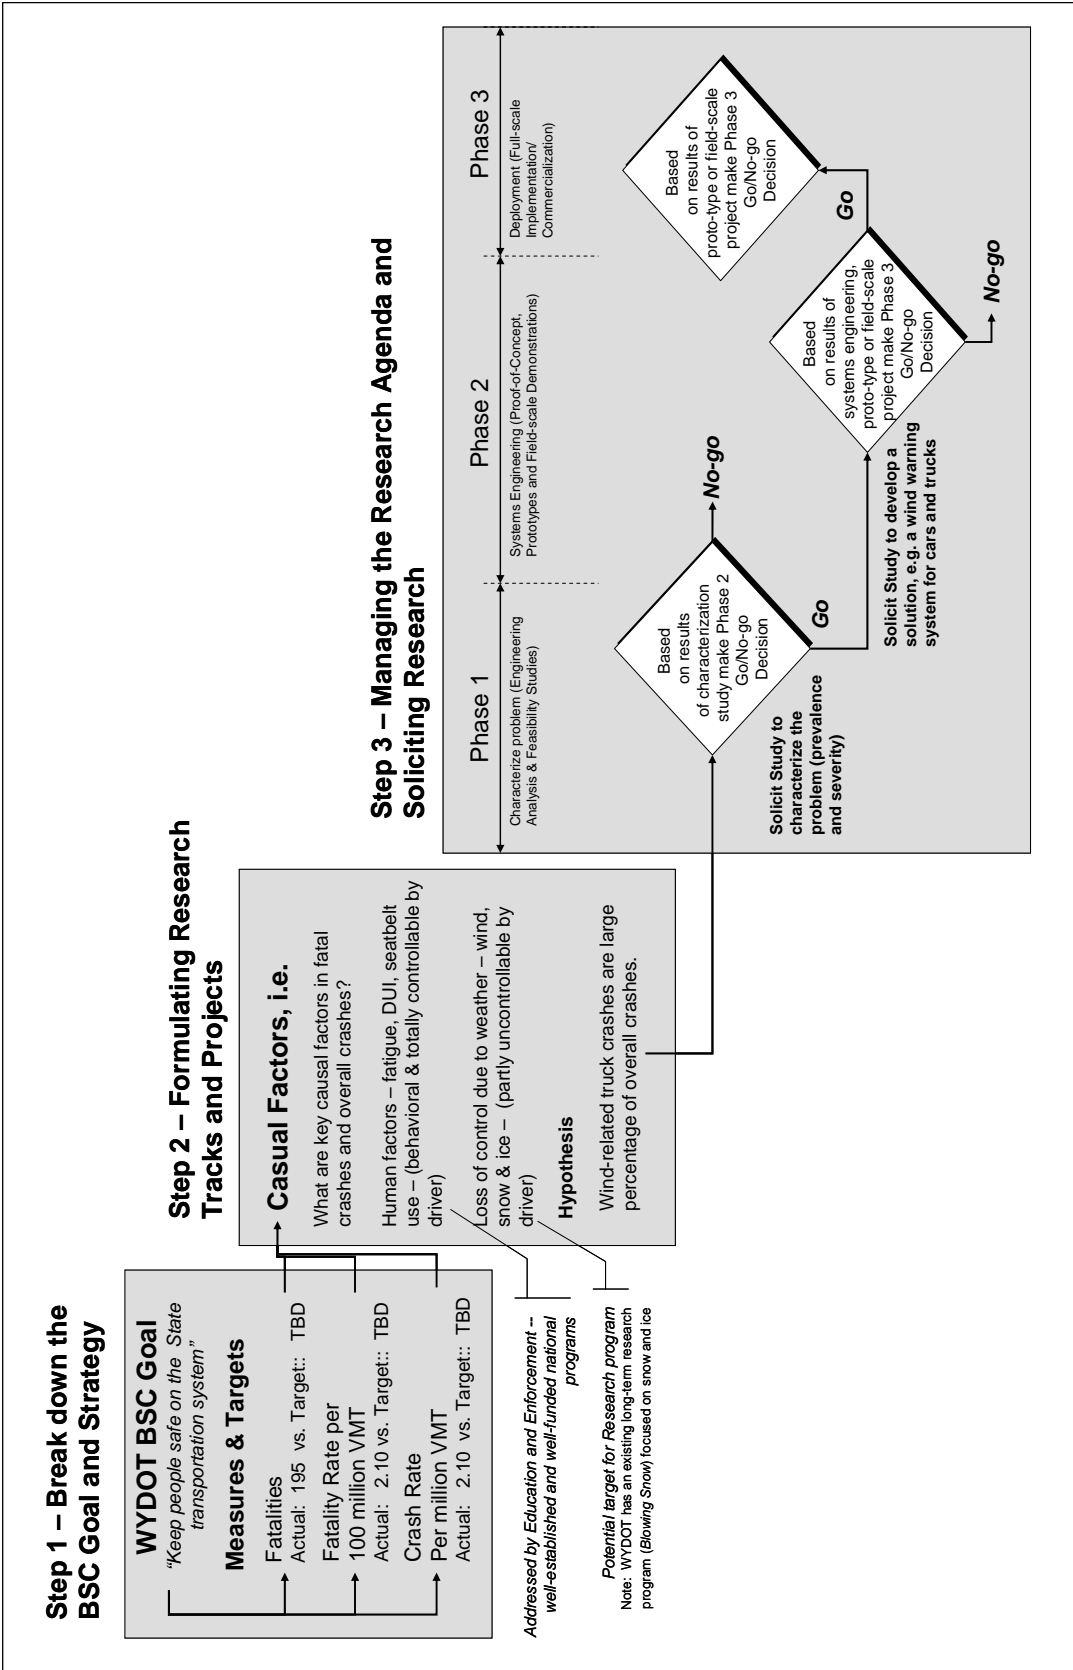 Step 1 – Break down the
BSC Goal and Strategy
WYDOT BSC Goal
“Keep people safe on the State
transportation system”
Measures & Targets
Fatalities
Actual: 195 vs. Target:: TBD
Fatality Rate per
100 million VMT
Actual: 2.10 vs. Target:: TBD
Crash Rate
Per million VMT
Actual: 2.10 vs. Target:: TBD
Addressed by Education and Enforcement --
well-established and well-funded national
programs
Potential target for Research program
Note: WYDOT has an existing long-term research
program (Blowing Snow) focused on snow and ice
Step 2 – Formulating Research
Tracks and Projects
Casual Factors, i.e.
What are key causal factors in fatal
crashes and overall crashes?
Human factors – fatigue, DUI, seatbelt
use – (behavioral & totally controllable by
driver)
Loss of control due to weather – wind,
snow & ice – (partly uncontrollable by
driver)
Hypothesis
Wind-related truck crashes are large
percentage of overall crashes.
Step 3 – Managing the Research Agenda and
Soliciting Research
Phase 1
Characterize problem (Engineering
Analysis & Feasibility Studies)
Phase 2
Systems Engineering (Proof-of-Concept,
Prototypes and Field-scale Demonstrations)
Phase 3
Deployment (Full-scale
Implementation/
Commercialization)
Based
on results
of characterization
study make Phase 2
Go/No-go
Decision
No-go
Go
Solicit Study to
characterize the
problem (prevalence
and severity)
Based
on results of
systems engineering,
proto-type or field-scale
project make Phase 3
Go/No-go
Decision
No-go
Go
Solicit Study to develop a
solution, e.g. a wind warning
system for cars and trucks
Based
on results of
proto-type or field-scale
project make Phase 3
Go/No-go
Decision